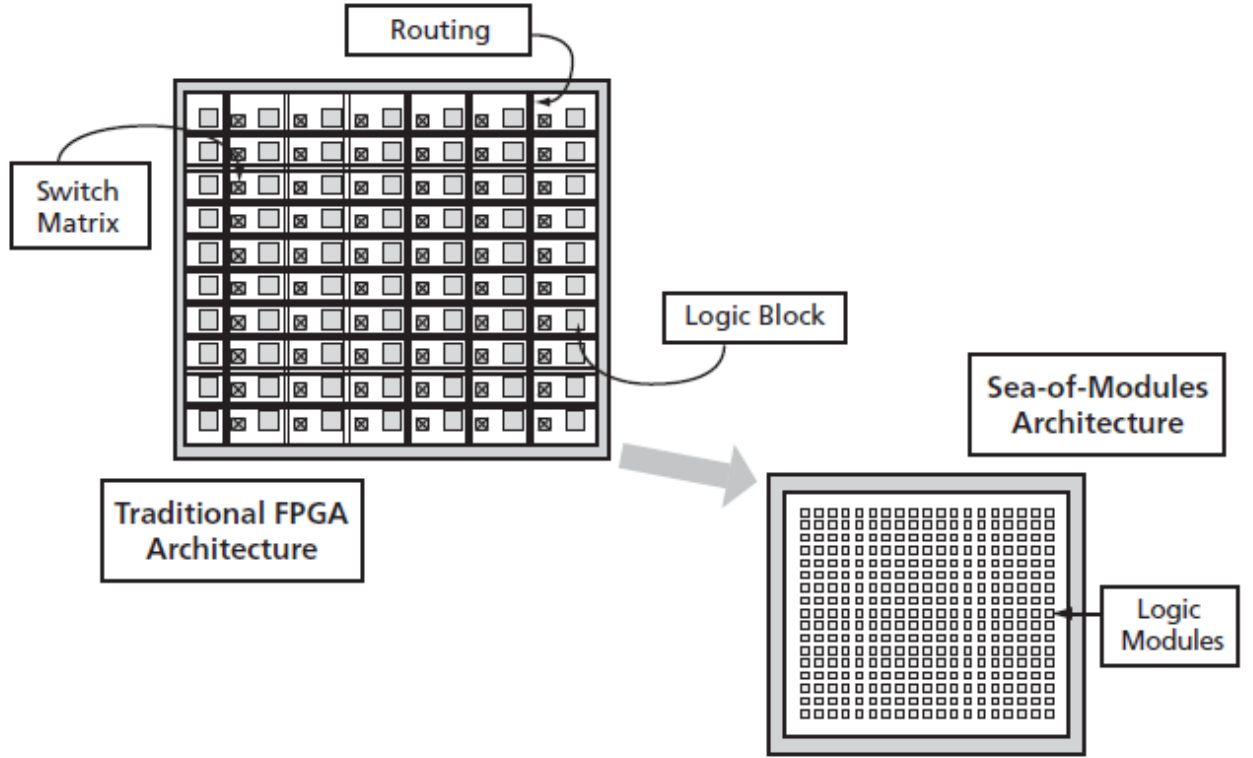 Routing
Switch
Matrix
Logic Block
Sea-of-Modules
Architecture
Traditional FPGA
Architecture
Logic
Modules